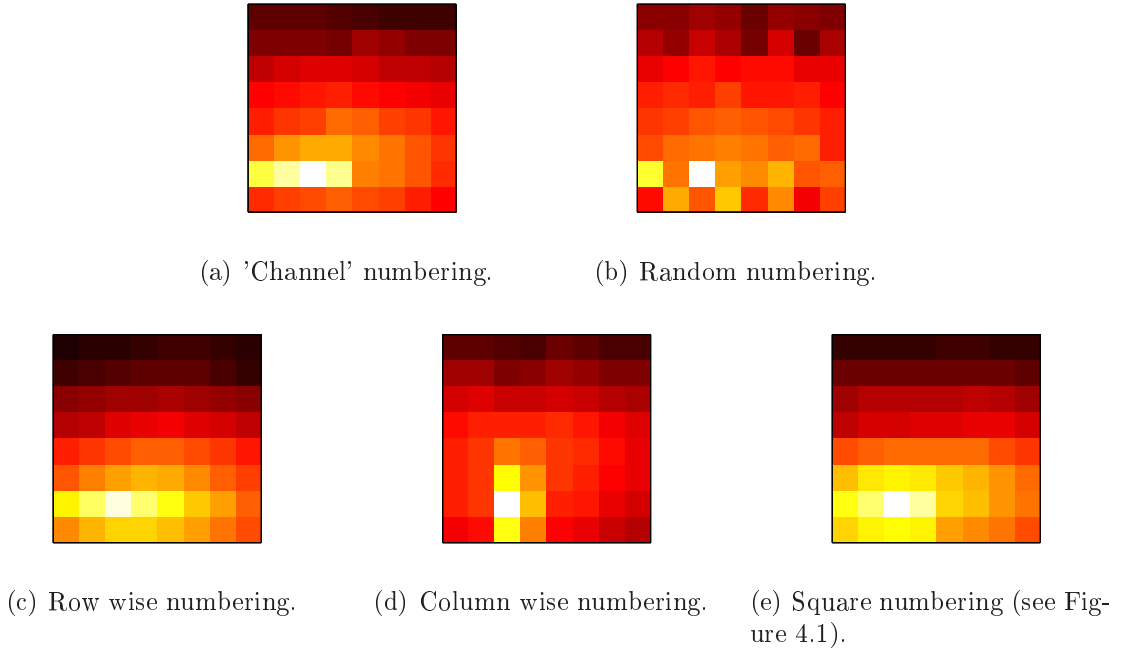 (a) 'Channel' numbering.
(b) Random numbering.
(c) Row wise numbering.
(d) Column wise numbering.
(e) Square numbering (see Fig-
ure 4.1).